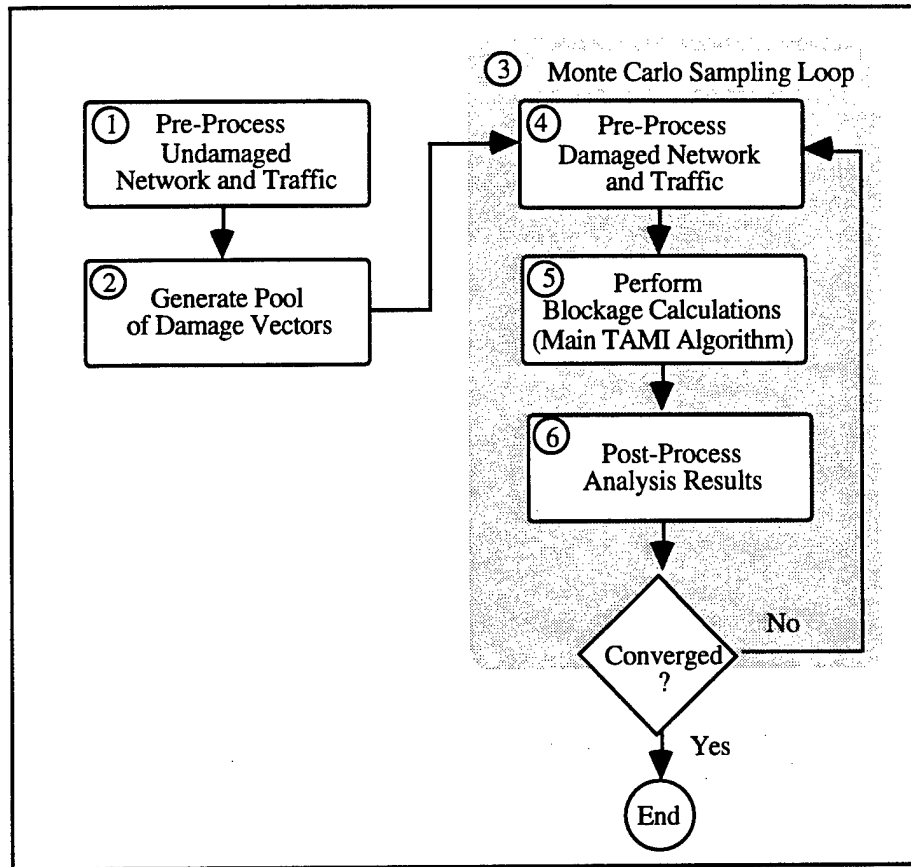 1
Pre-Process
Undamaged
Network and Traffic
2
Generate Pool
of Damage Vectors
3 Monte Carlo Sampling Loop
4
Pre-Process
Damaged Network
and Traffic
5
Perform
Blockage Calculations
(Main TAMI Algorithm)
6
Post-Process
Analysis Results
Converged
?
No
Yes
End